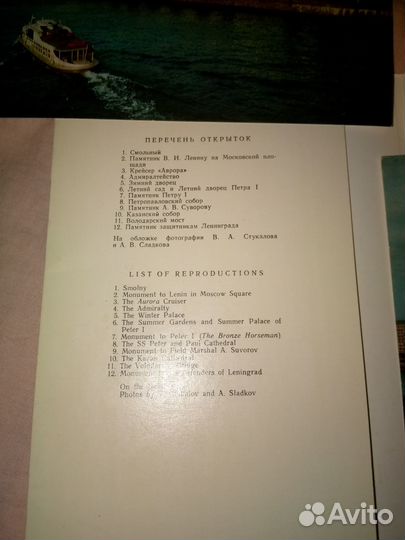 ПЕРЕЧЕНЬ ОТКРЫТОК
1. Смольный
2. Памятник В. И. Ленину на Московской пло-
щади
3. Крейсер «Аврора»
4. Адмиралтейство
5. Зимний дворец
6. Летний сад и Летний дворец Петра I
7. Памятник Петру I
8. Петропавловский собор
9. Памятник А. В. Суворову
10. Казанский собор
11. Володарский мост
12. Памятник защитникам Ленинграда
На обложке фотографии В. А. Стукалова
и А. В. Сладкова
LIST OF REPRODUCTIONS
1. Smolny
2. Monument to Lenin in Moscow Square
3. The Aurora Cruiser
4. The Admiralty
5. The Winter Palace
6. The Summer Gardens and Summer Palace of
Peter I
7. Monument to Peter I (The Bronze Horseman)
8. The SS Peter and Paul Cathedral
9. Monument to Field Marshal A. Suvorov
10. The Kazan Cathedral
11. The
12. Monument of Leningrad
On the
Photos by and A. Sladkov
Avito